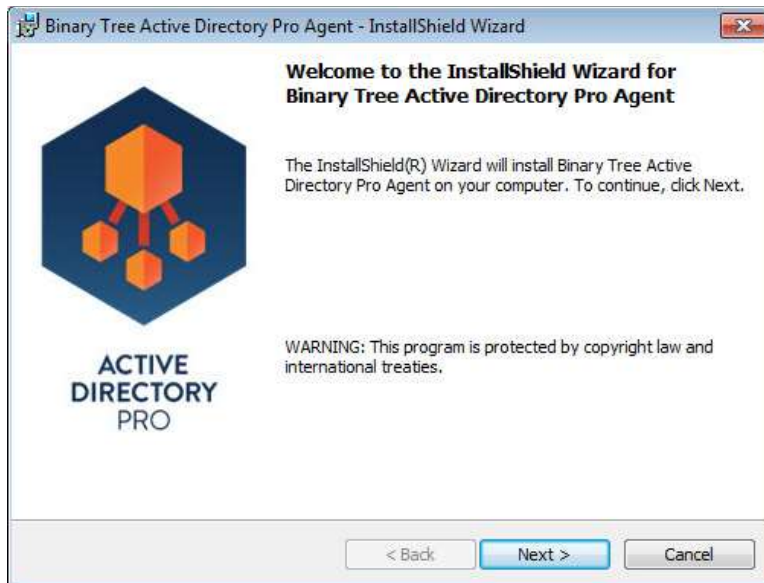 Binary Tree Active Directory Pro Agent - InstallShield Wizard
Welcome to the InstallShield Wizard for
Binary Tree Active Directory Pro Agent
The InstallShield(R) Wizard will install Binary Tree Active
Directory Pro Agent on your computer. To continue, click Next.
WARNING: This program is protected by copyright law and
international treaties.
ACTIVE
DIRECTORY
PRO
< Back
Next >
Cancel